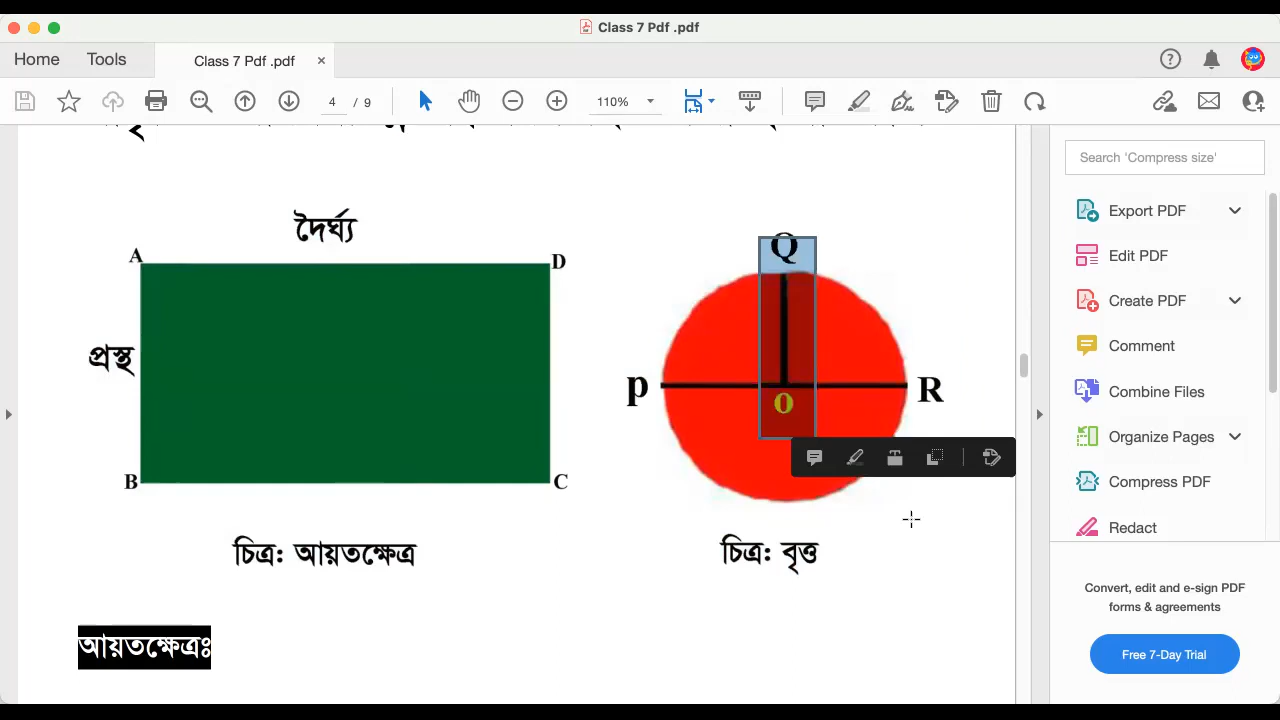 Class 7 Pdf .pdf
Home Tools Class 7 Pdf .pdf ×
4 / 9 110%
Search 'Compress size'
Export PDF
Edit PDF
Create PDF
Comment
Combine Files
Organize Pages
Compress PDF
Redact
Convert, edit and e-sign PDF
forms & agreements
Free 7-Day Trial
দৈর্ঘ্য
A
D
প্রস্থ
B
C
চিত্র: আয়তক্ষেত্র
Q
p
R
O
চিত্র: বৃত্ত
আয়তক্ষেত্রঃ